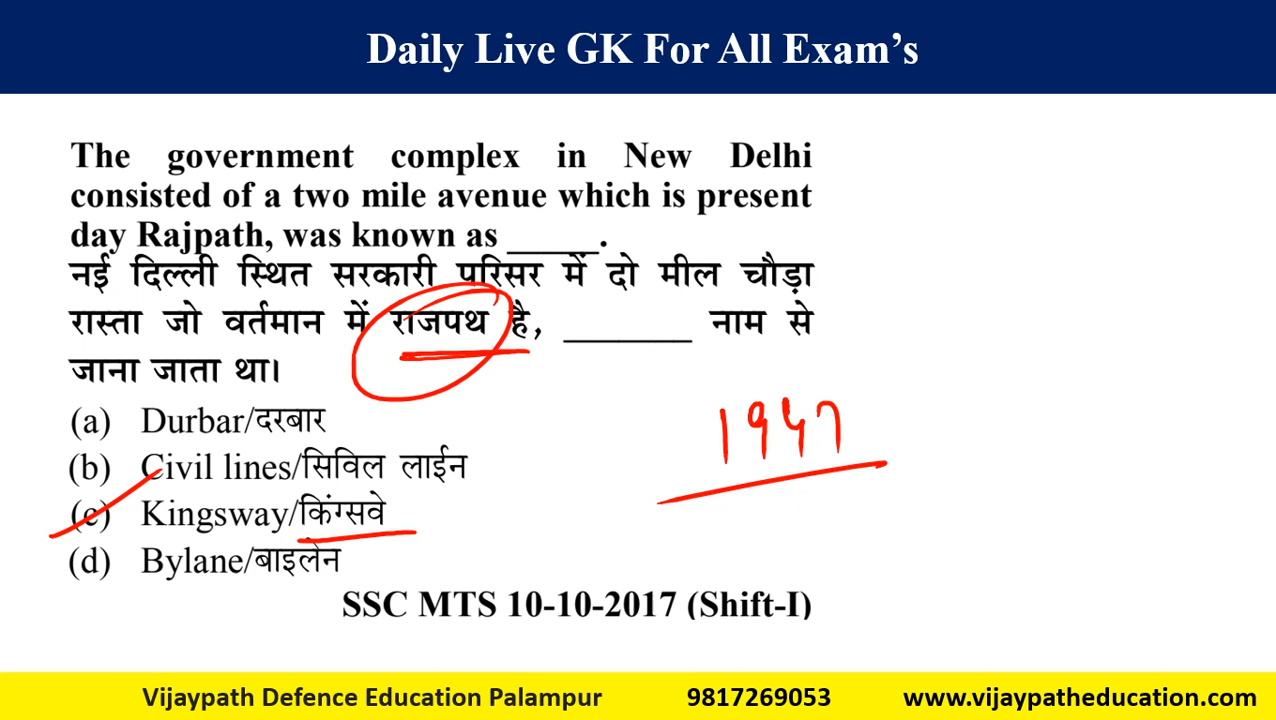 Daily Live GK For All Exam's
The government complex in New Delhi
consisted of a two mile avenue which is present
day Rajpath, was known as _____.
नई दिल्ली स्थित सरकारी परिसर में दो मील चौड़ा
रास्ता जो वर्तमान में राजपथ है, _______ नाम से
जाना जाता था।
(a) Durbar/दरबार
1947
(b) Civil lines/सिविल लाईन
(c) Kingsway/किंग्सवे
(d) Bylane/बाइलेन
SSC MTS 10-10-2017 (Shift-I)
Vijaypath Defence Education Palampur 9817269053 www.vijaypatheducation.com